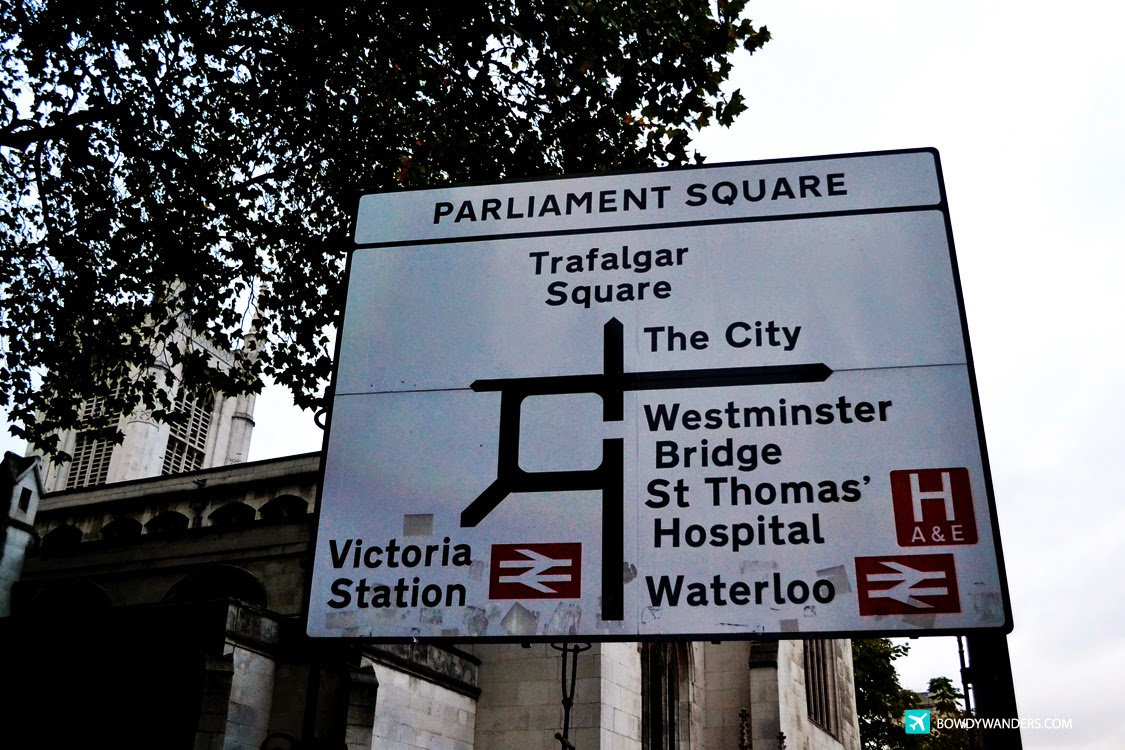 PARLIAMENT SQUARE
Trafalgar
Square
The City
Westminster
Bridge
St Thomas'
Hospital
H
A & E
Victoria
Station
Waterloo
BOWDYWANDERS.COM